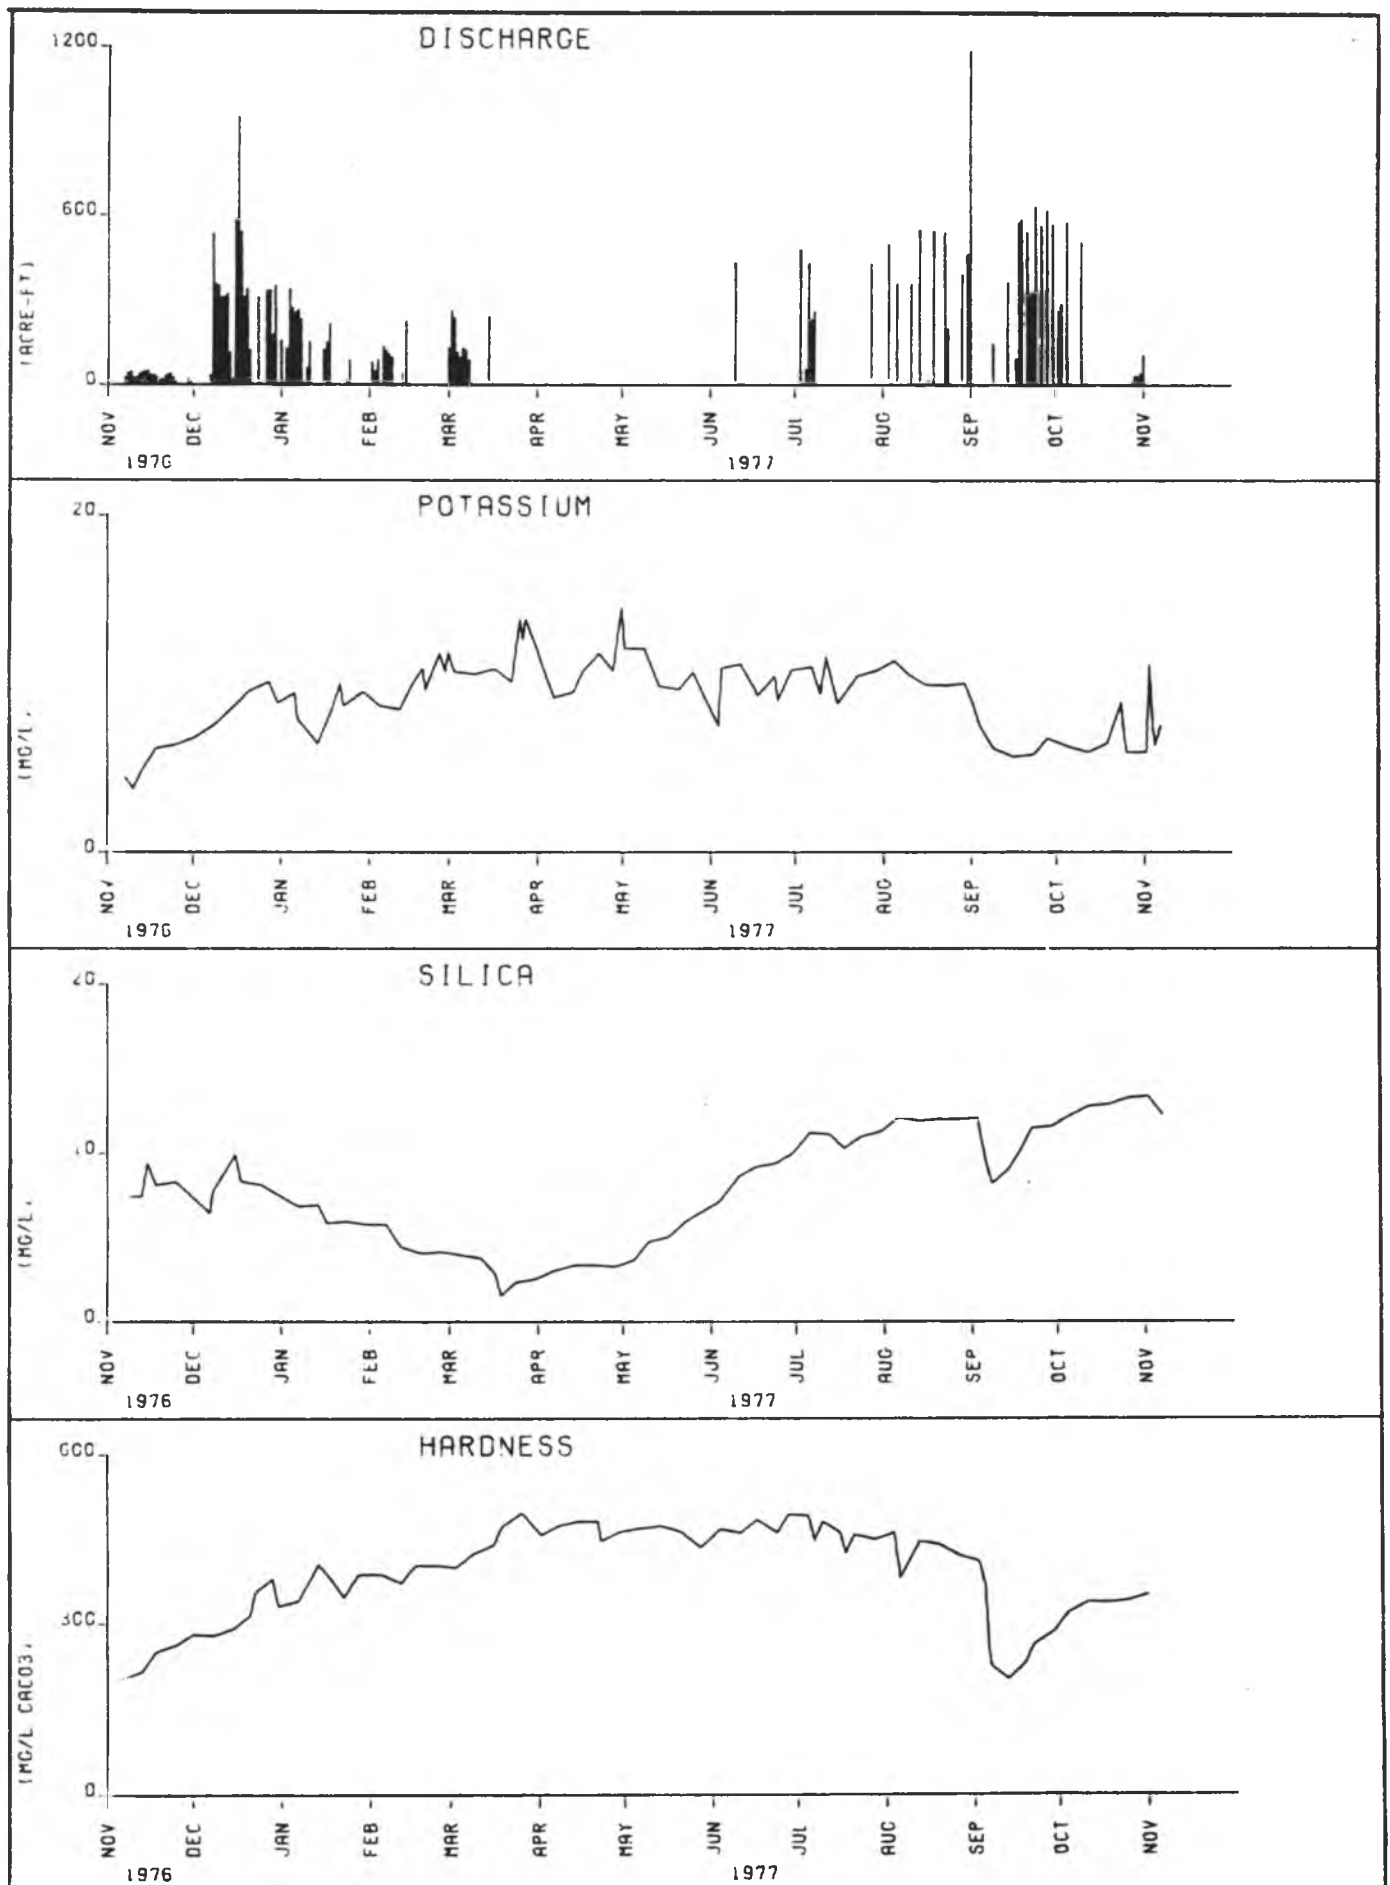 DISCHARGE
1200
600
0
(ACRE-FT)
NOV DEC JAN FEB MAR APR MAY JUN JUL AUG SEP OCT NOV
1976 1977
POTASSIUM
20
0
(MG/L)
NOV DEC JAN FEB MAR APR MAY JUN JUL AUG SEP OCT NOV
1976 1977
SILICA
20
10
0
(MG/L)
NOV DEC JAN FEB MAR APR MAY JUN JUL AUG SEP OCT NOV
1976 1977
HARDNESS
600
300
0
(MG/L CACO3)
NOV DEC JAN FEB MAR APR MAY JUN JUL AUG SEP OCT NOV
1976 1977